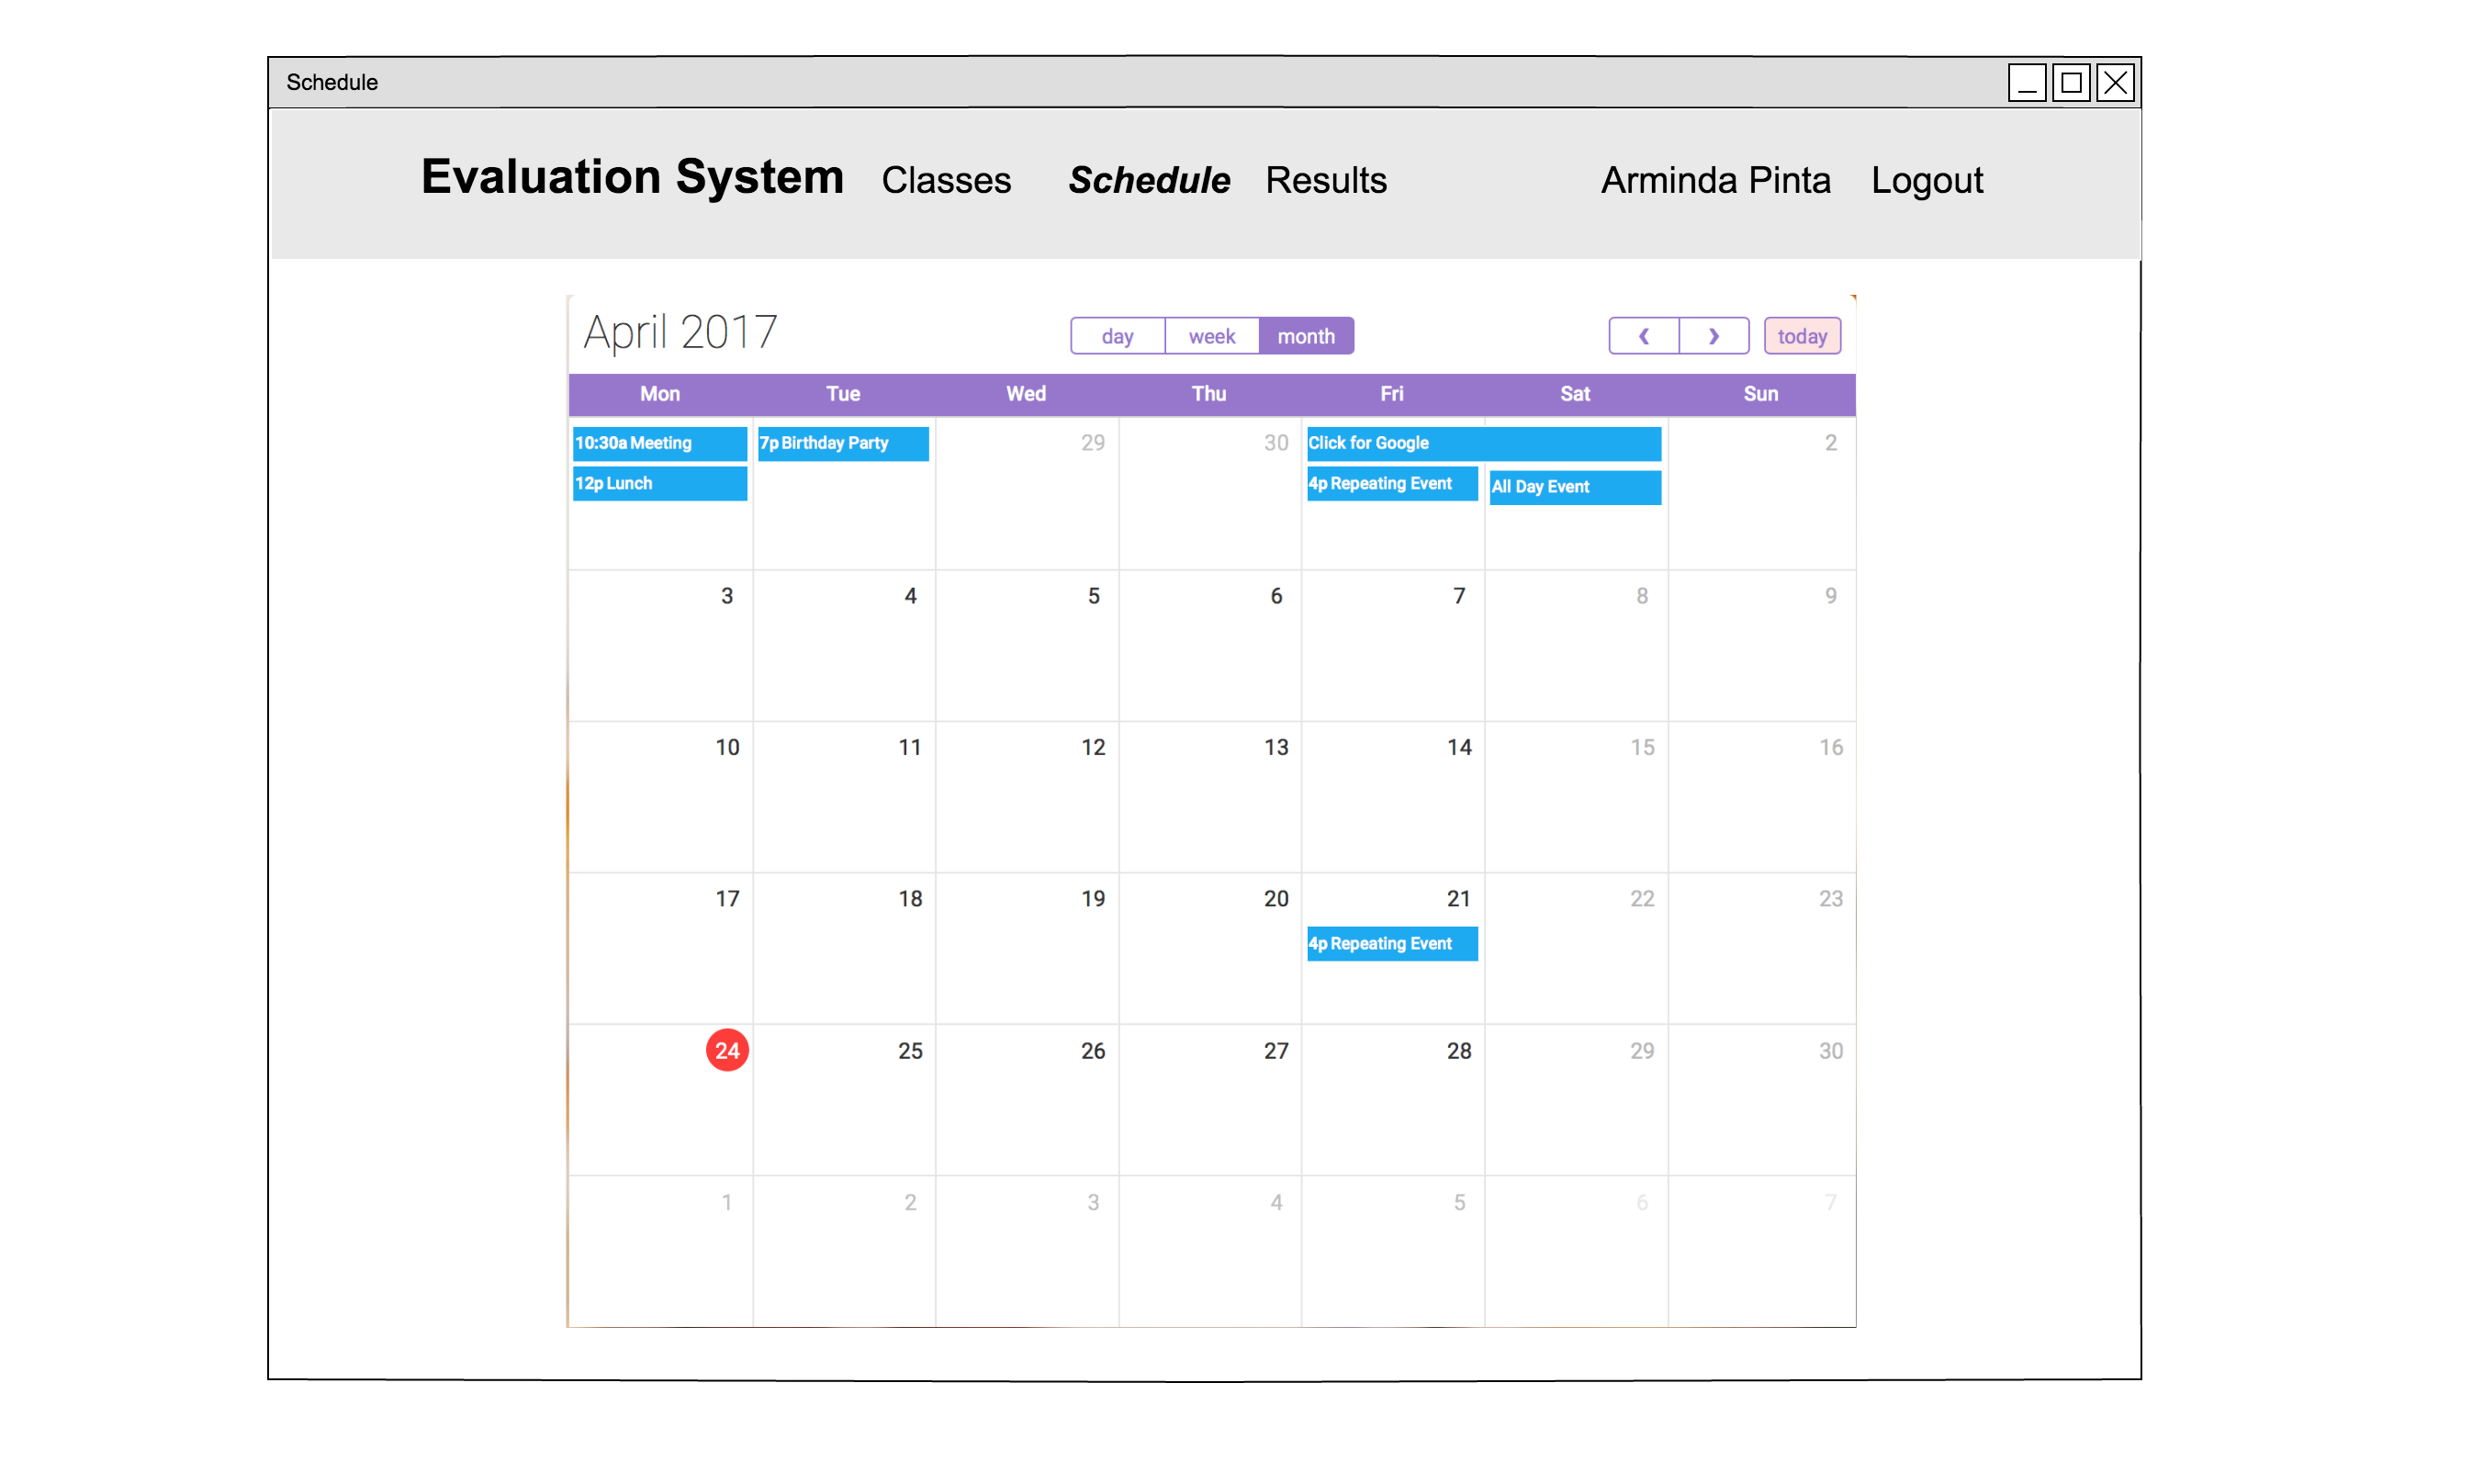 Schedule
Evaluation System Classes Schedule Results Arminda Pinta Logout
April 2017 day week month ‹ › today
Mon Tue Wed Thu Fri Sat Sun
10:30a Meeting 7p Birthday Party 29 30 Click for Google 2
12p Lunch 4p Repeating Event All Day Event
3 4 5 6 7 8 9
10 11 12 13 14 15 16
17 18 19 20 21 22 23
4p Repeating Event
24 25 26 27 28 29 30
1 2 3 4 5 6 7